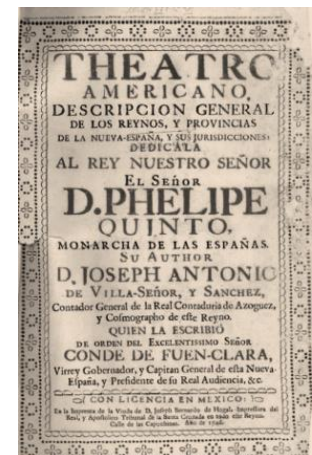 THEATRO
AMERICANO,
DESCRIPCION GENERAL
DE LOS REYNOS, Y PROVINCIAS
DE LA NUEVA-ESPAÑA, Y SUS JURISDICCIONES:
DEDICALA
AL REY NUESTRO SEÑOR
EL SEÑOR
D. PHELIPE
QUINTO,
MONARCHA DE LAS ESPAÑAS.
SU AUTHOR
D. JOSEPH ANTONIO
DE VILLA-SEÑOR, Y SANCHEZ,
Contador General de la Real Contaduria de Azoguez,
y Cosmographo de este Reyno.
QUIEN LA ESCRIBIÓ
DE ORDEN DEL EXCELENTISSIMO SEÑOR
CONDE DE FUEN-CLARA,
Virrey Gobernador, y Capitan General de esta Nueva-
España, y Presidente de su Real Audiencia, &c.
CON LICENCIA EN MEXICO:
En la Imprenta de la Viuda de D. Joseph Bernardo de Hogal, Impressora del
Real, y Apostolico Tribunal de la Santa Cruzada en todo este Reyno.
Calle de las Capuchinas. Año de 1746.